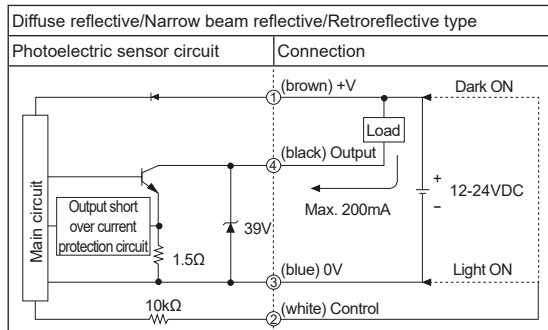 Diffuse reflective/Narrow beam reflective/Retroreflective type
Photoelectric sensor circuit
Connection
① (brown) +V
Dark ON
Load
④ (black) Output
Main circuit
Output short
over current
protection circuit
39V
Max. 200mA
+
−
12-24VDC
1.5Ω
③ (blue) 0V
Light ON
10kΩ
② (white) Control